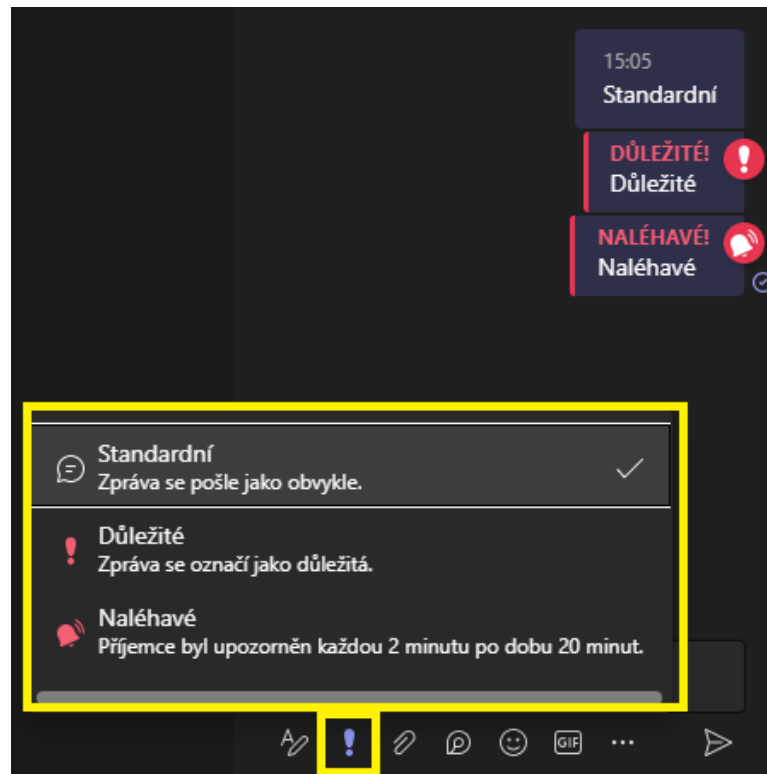 15:05
Standardní
DŮLEŽITÉ!
Důležité
NALÉHAVÉ!
Naléhavé
Standardní
Zpráva se pošle jako obvykle.
Důležité
Zpráva se označí jako důležitá.
Naléhavé
Příjemce byl upozorněn každou 2 minutu po dobu 20 minut.
GIF